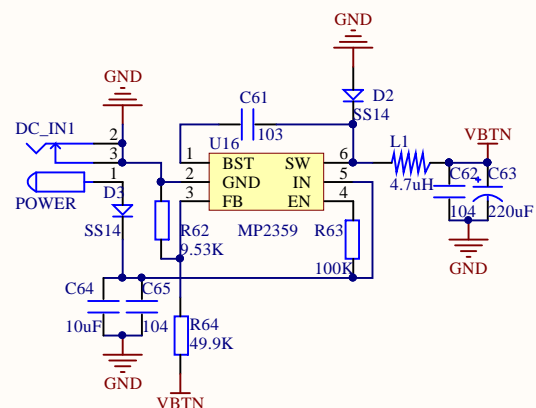 GND
GND
C61
D2
SS14
DC_IN1
2
3
1
POWER
D3
SS14
U16
103
L1
VBTN
1
BST
SW
6
2
GND
IN
5
3
FB
EN
4
4.7uH
C62
C63
104
220uF
R62
9.53K
MP2359
R63
100K
GND
C64
C65
10uF
104
R64
49.9K
GND
VBTN